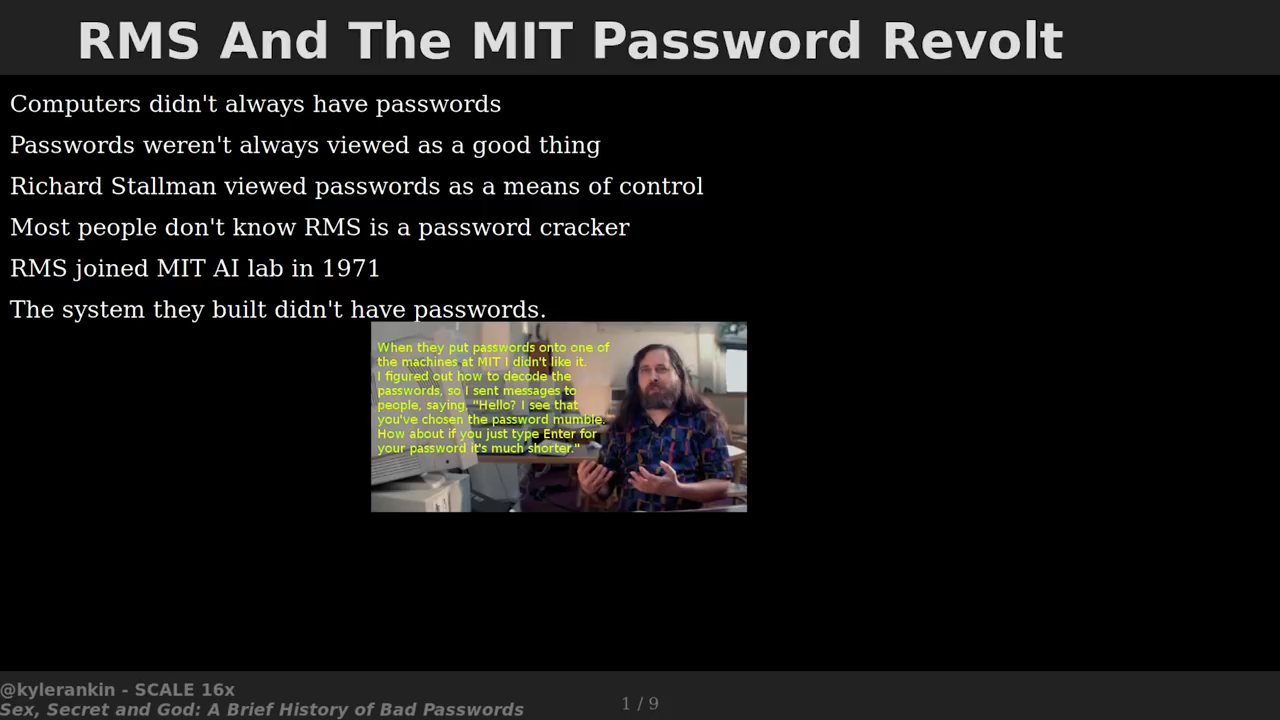 RMS And The MIT Password Revolt
Computers didn't always have passwords
Passwords weren't always viewed as a good thing
Richard Stallman viewed passwords as a means of control
Most people don't know RMS is a password cracker
RMS joined MIT AI lab in 1971
The system they built didn't have passwords.
When they put passwords onto one of
the machines at MIT I didn't like it.
I figured out how to decode the
passwords, so I sent messages to
people, saying, "Hello? I see that
you've chosen the password mumble.
How about if you just type Enter for
your password it's much shorter."
@kylerankin - SCALE 16x
Sex, Secret and God: A Brief History of Bad Passwords
1 / 9